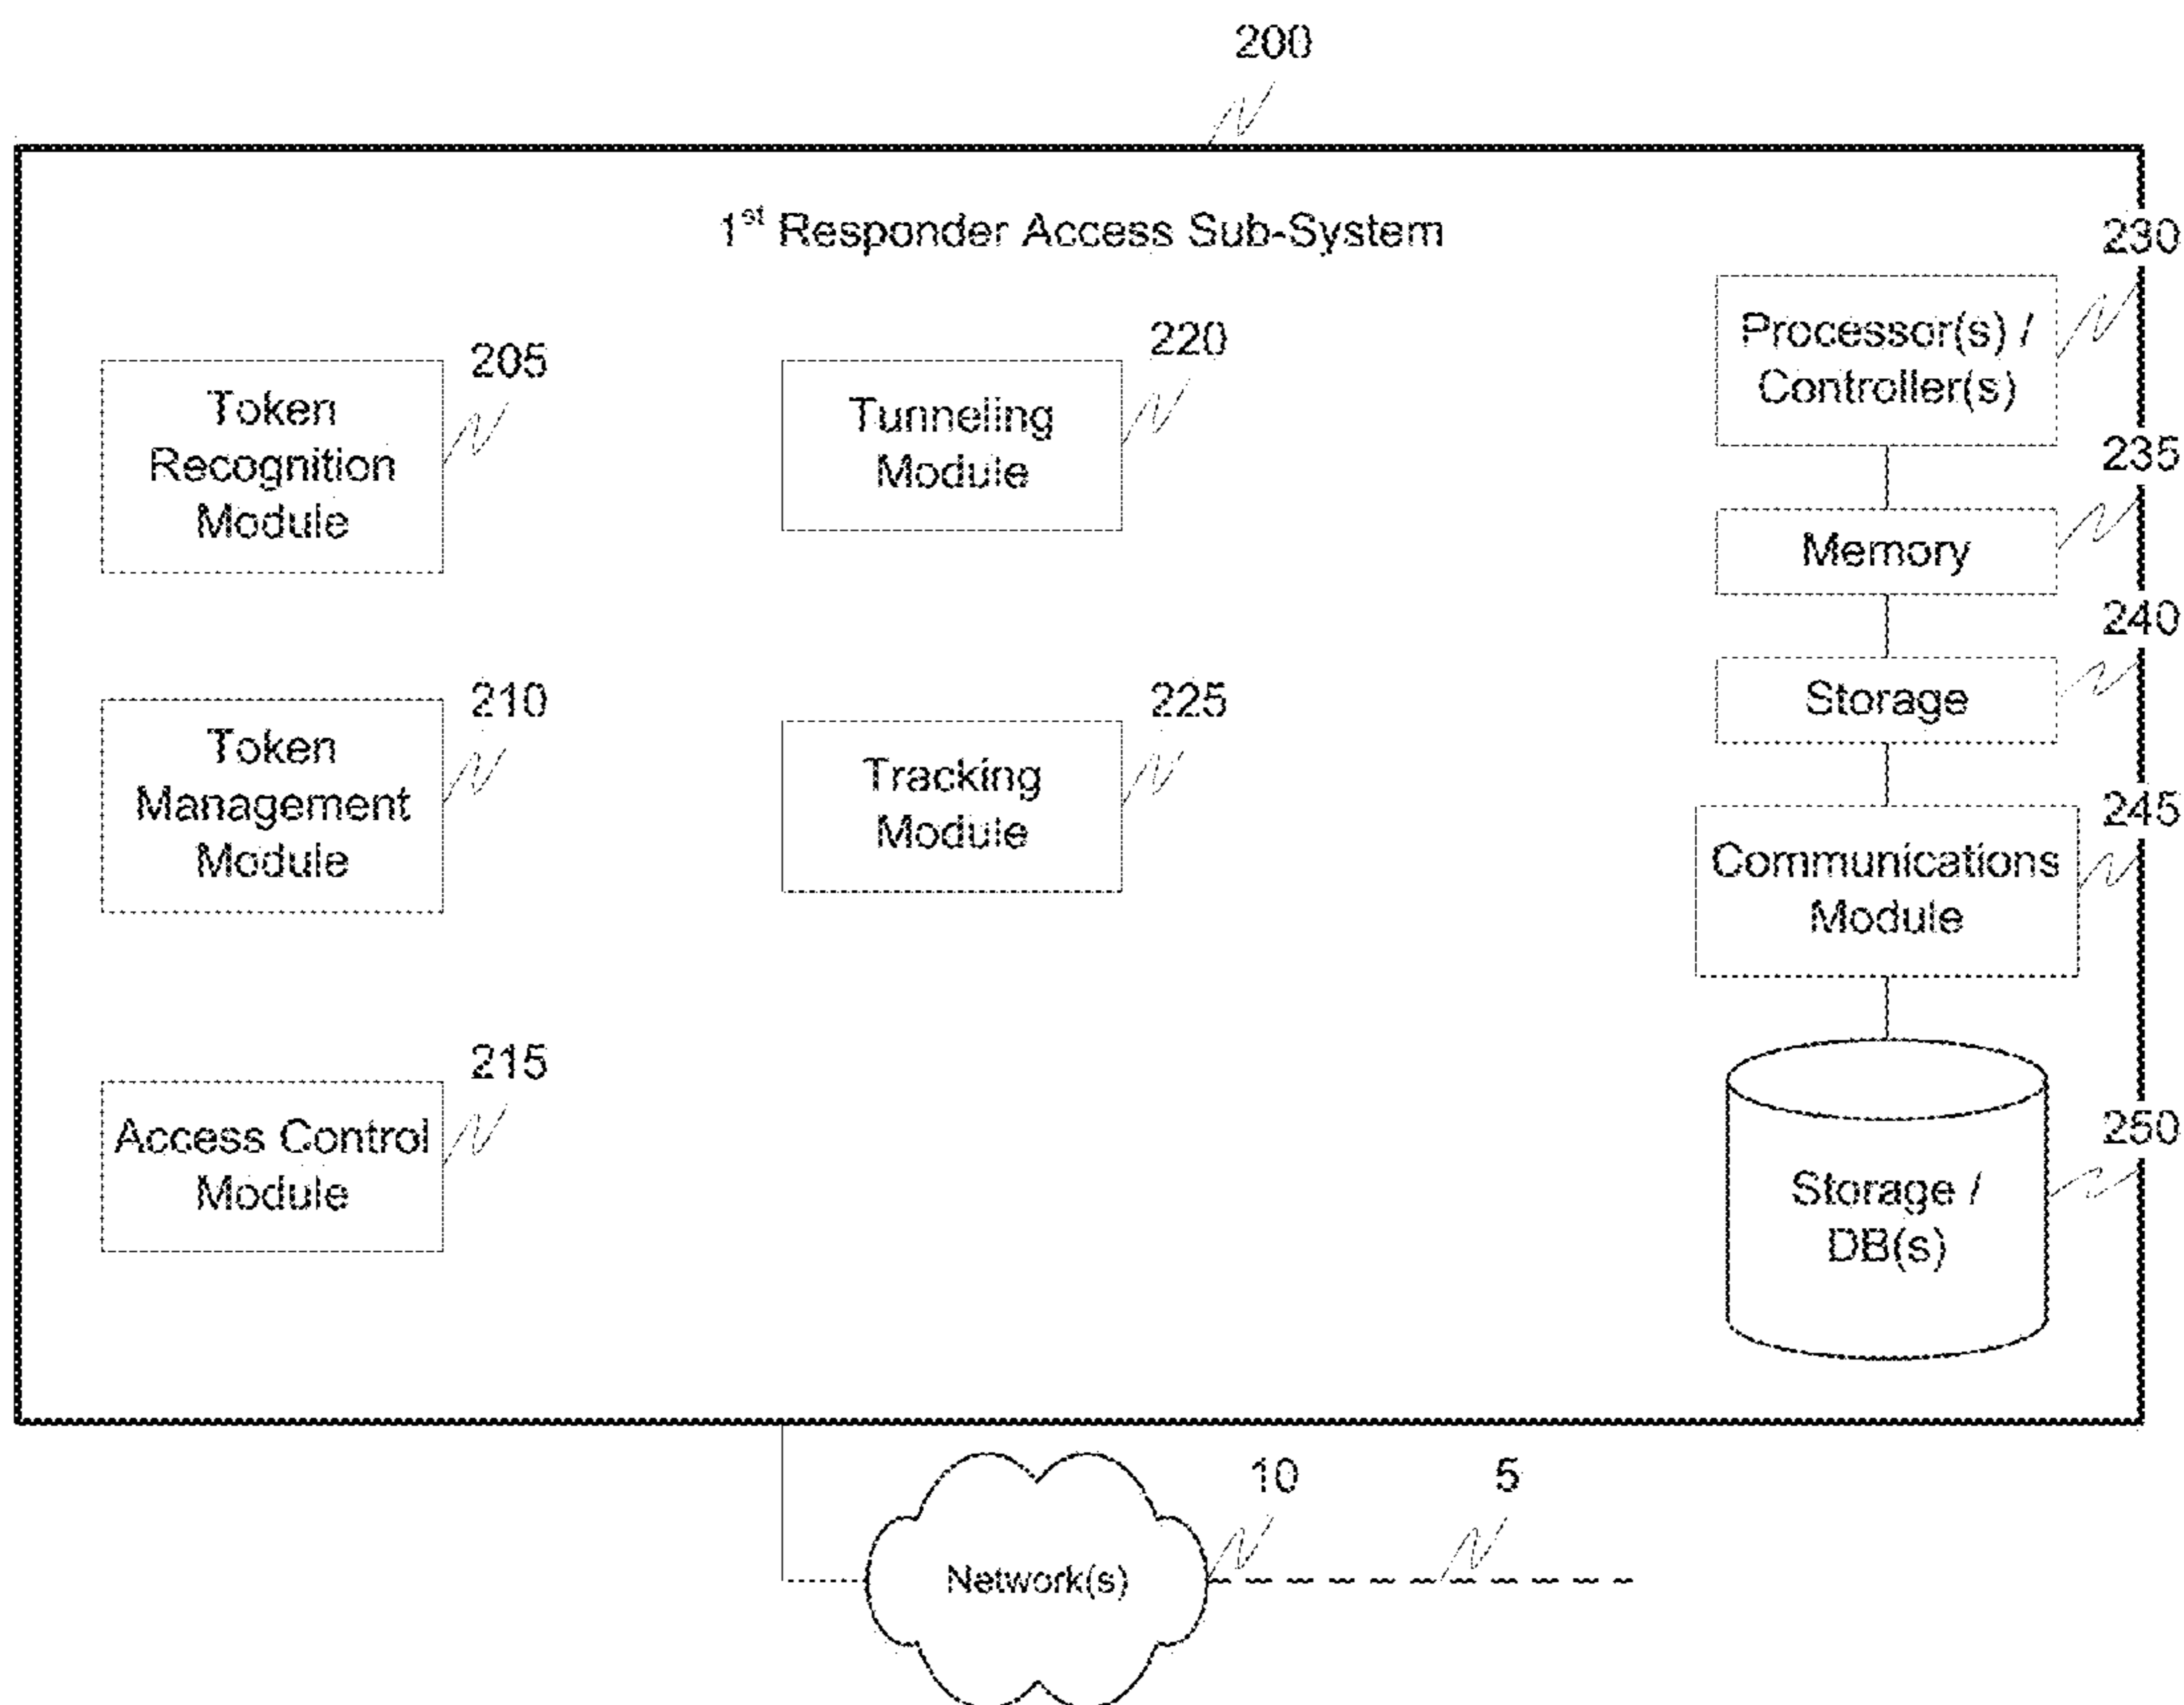 200
1st Responder Access Sub-System
230
Processor(s) /
Controller(s)
205
Token
Recognition
Module
220
Tunneling
Module
235
Memory
240
Storage
210
Token
Management
Module
225
Tracking
Module
245
Communications
Module
215
Access Control
Module
250
Storage /
DB(s)
10
5
Network(s)